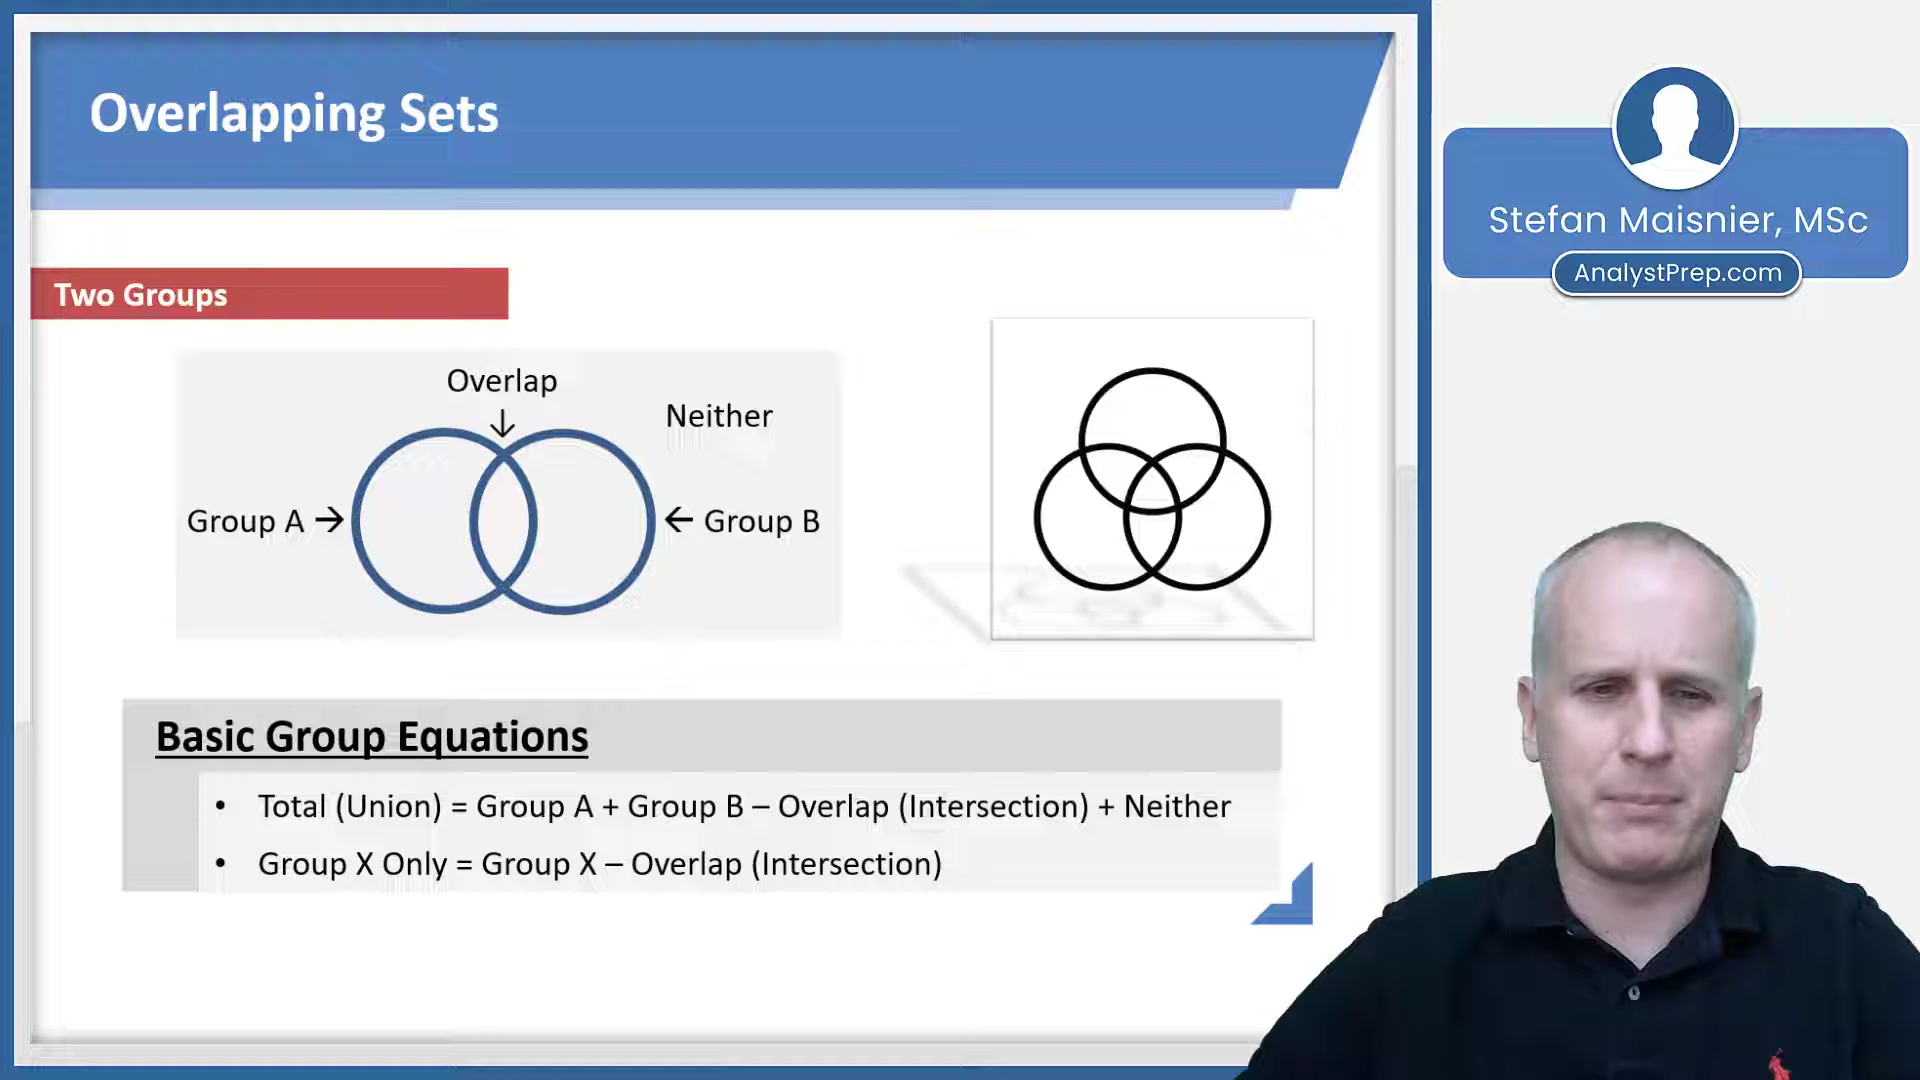 Overlapping Sets
Two Groups
Overlap
↓
Neither
Group A →
← Group B
Basic Group Equations
• Total (Union) = Group A + Group B – Overlap (Intersection) + Neither
• Group X Only = Group X – Overlap (Intersection)
Stefan Maisnier, MSc
AnalystPrep.com